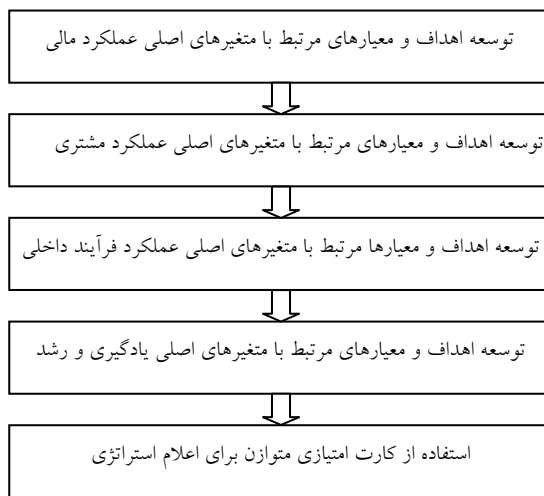 توسعه اهداف و معیارهای مرتبط با متغیرهای اصلی عملکرد مالی
توسعه اهداف و معیارهای مرتبط با متغیرهای اصلی عملکرد مشتری
توسعه اهداف و معیارها مرتبط با متغیرهای اصلی عملکرد فرآیند داخلی
توسعه اهداف و معیارهای مرتبط با متغیرهای اصلی یادگیری و رشد
استفاده از کارت امتیازی متوازن برای اعلام استراتژی